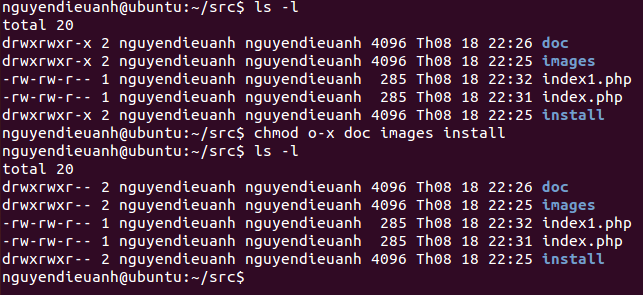 nguyendieuanh@ubuntu:~/src$ ls -l
total 20
drwxrwxr-x 2 nguyendieuanh nguyendieuanh 4096 Th08 18 22:26 doc
drwxrwxr-x 2 nguyendieuanh nguyendieuanh 4096 Th08 18 22:25 images
-rw-rw-r-- 1 nguyendieuanh nguyendieuanh  285 Th08 18 22:32 index1.php
-rw-rw-r-- 1 nguyendieuanh nguyendieuanh  285 Th08 18 22:31 index.php
drwxrwxr-x 2 nguyendieuanh nguyendieuanh 4096 Th08 18 22:25 install
nguyendieuanh@ubuntu:~/src$ chmod o-x doc images install
nguyendieuanh@ubuntu:~/src$ ls -l
total 20
drwxrwxr-- 2 nguyendieuanh nguyendieuanh 4096 Th08 18 22:26 doc
drwxrwxr-- 2 nguyendieuanh nguyendieuanh 4096 Th08 18 22:25 images
-rw-rw-r-- 1 nguyendieuanh nguyendieuanh  285 Th08 18 22:32 index1.php
-rw-rw-r-- 1 nguyendieuanh nguyendieuanh  285 Th08 18 22:31 index.php
drwxrwxr-- 2 nguyendieuanh nguyendieuanh 4096 Th08 18 22:25 install
nguyendieuanh@ubuntu:~/src$